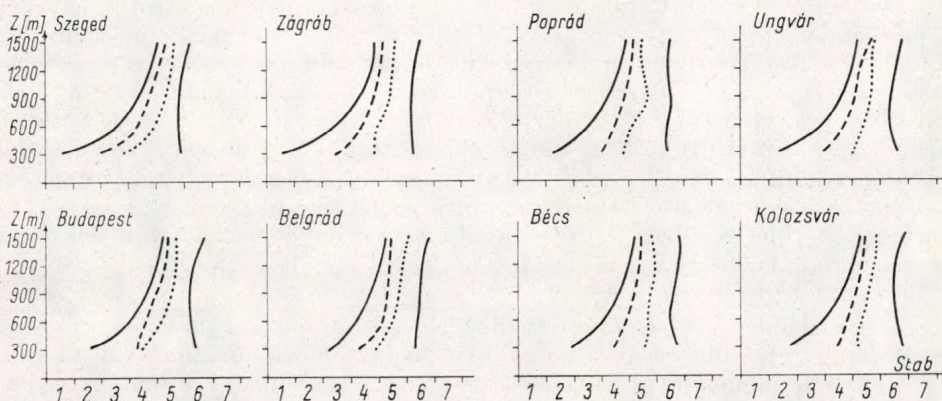 Z [m] Szeged
Zágráb
Poprád
Ungvár
1500
1200
900
600
300
Z [m] Budapest
Belgrád
Bécs
Kolozsvár
1500
1200
900
600
300
Stab
1 2 3 4 5 6 7
1 2 3 4 5 6 7
1 2 3 4 5 6 7
1 2 3 4 5 6 7